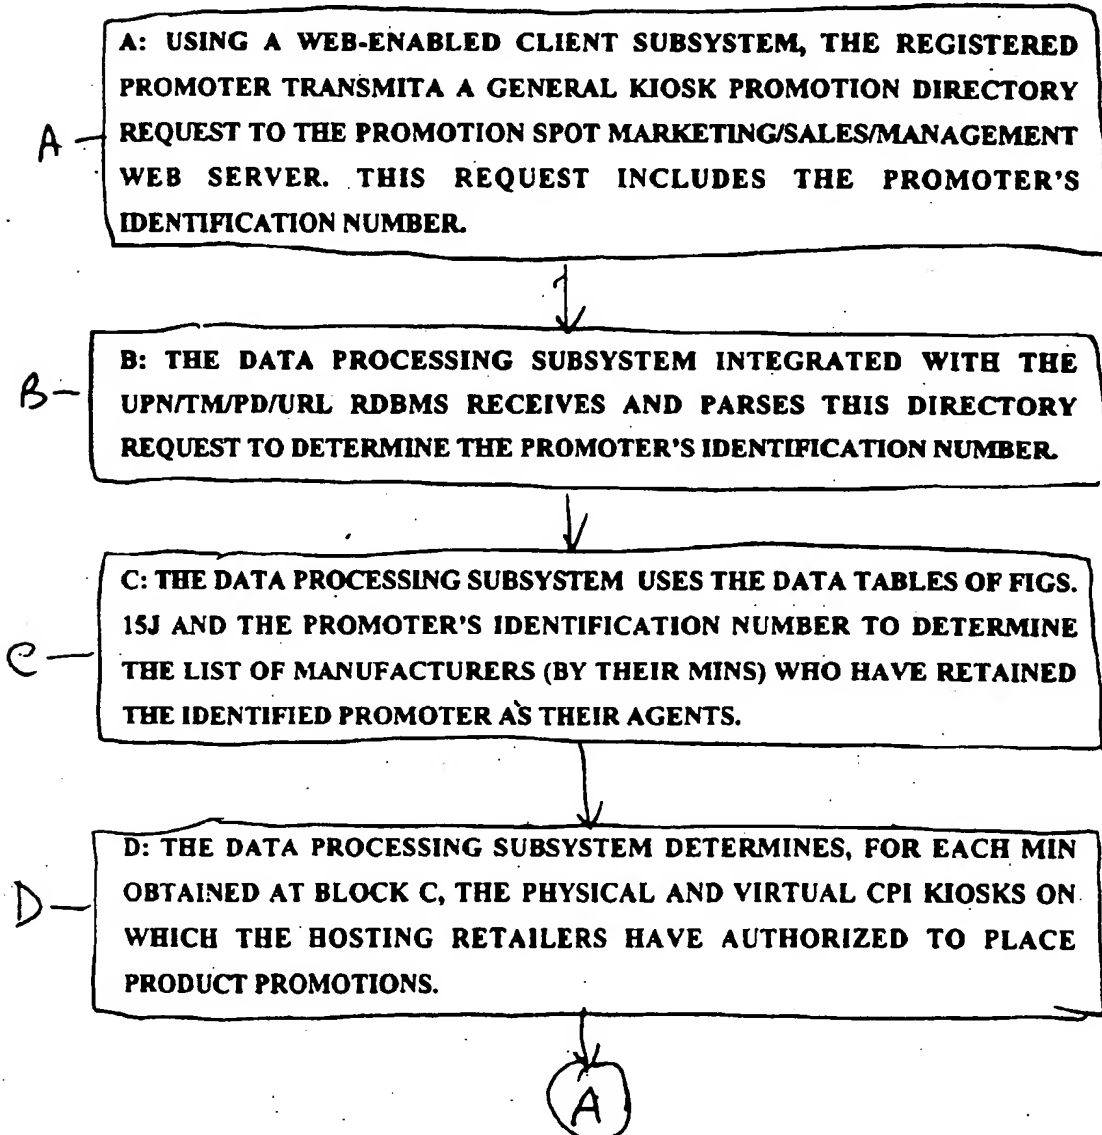 A: USING A WEB-ENABLED CLIENT SUBSYSTEM, THE REGISTERED
PROMOTER TRANSMITA A GENERAL KIOSK PROMOTION DIRECTORY
A
REQUEST TO THE PROMOTION SPOT MARKETING/SALES/MANAGEMENT
WEB SERVER. THIS REQUEST INCLUDES THE PROMOTER'S
IDENTIFICATION NUMBER.
B: THE DATA PROCESSING SUBSYSTEM INTEGRATED WITH THE
B
UPN/TM/PD/URL RDBMS RECEIVES AND PARSES THIS DIRECTORY
REQUEST TO DETERMINE THE PROMOTER'S IDENTIFICATION NUMBER.
C: THE DATA PROCESSING SUBSYSTEM USES THE DATA TABLES OF FIGS.
15J AND THE PROMOTER'S IDENTIFICATION NUMBER TO DETERMINE
C
THE LIST OF MANUFACTURERS (BY THEIR MINS) WHO HAVE RETAINED
THE IDENTIFIED PROMOTER AS THEIR AGENTS.
D: THE DATA PROCESSING SUBSYSTEM DETERMINES, FOR EACH MIN
D
OBTAINED AT BLOCK C, THE PHYSICAL AND VIRTUAL CPI KIOSKS ON
WHICH THE HOSTING RETAILERS HAVE AUTHORIZED TO PLACE
PRODUCT PROMOTIONS.
A